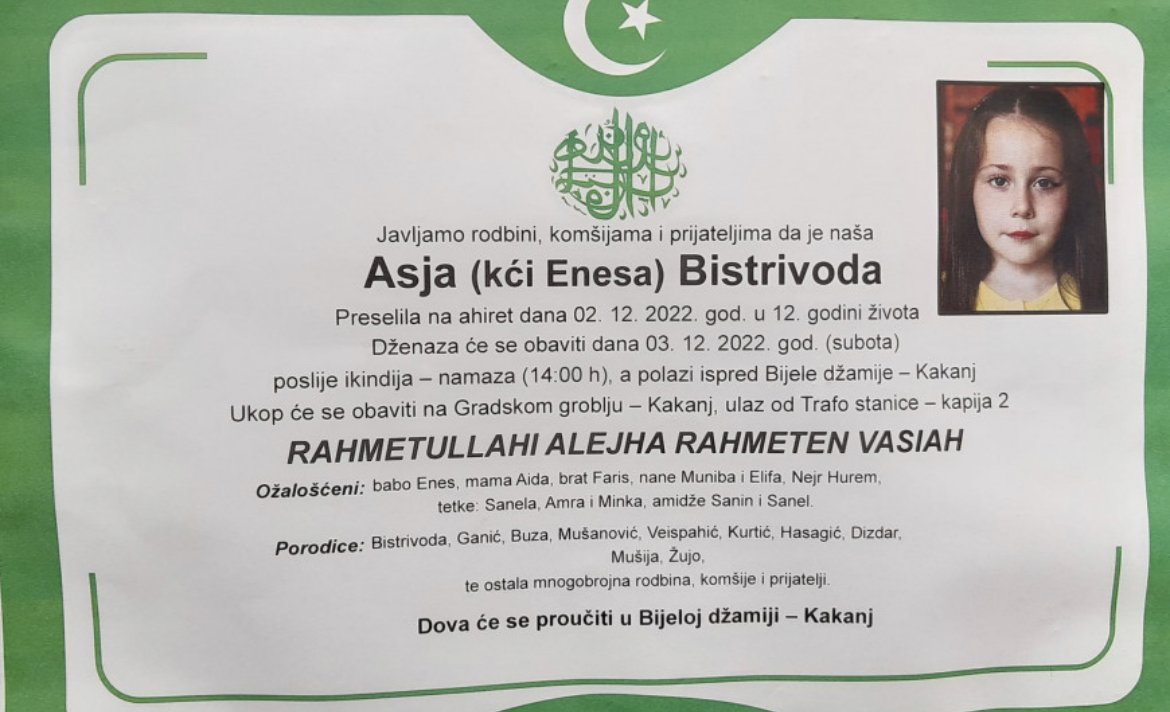 Javljamo rodbini, komšijama i prijateljima da je naša
Asja (kći Enesa) Bistrivoda
Preselila na ahiret dana 02. 12. 2022. god. u 12. godini života
Dženaza će se obaviti dana 03. 12. 2022. god. (subota)
poslije ikindija – namaza (14:00 h), a polazi ispred Bijele džamije – Kakanj
Ukop će se obaviti na Gradskom groblju – Kakanj, ulaz od Trafo stanice – kapija 2
RAHMETULLAHI ALEJHA RAHMETEN VASIAH
Ožalošćeni: babo Enes, mama Aida, brat Faris, nane Muniba i Elifa, Nejr Hurem,
tetke: Sanela, Amra i Minka, amidže Sanin i Sanel.
Porodice: Bistrivoda, Ganić, Buza, Mušanović, Veispahić, Kurtić, Hasagić, Dizdar,
Mušija, Žujo,
te ostala mnogobrojna rodbina, komšije i prijatelji.
Dova će se proučiti u Bijeloj džamiji – Kakanj